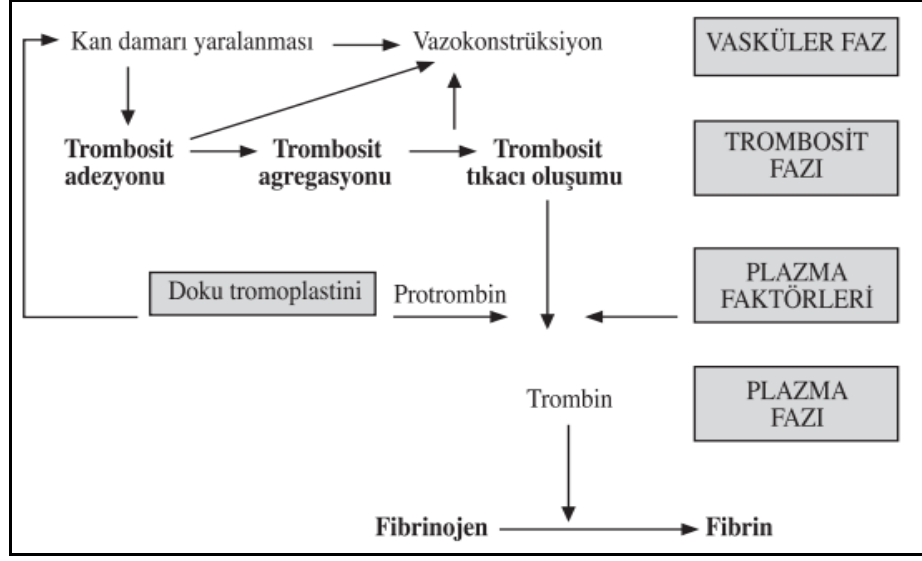 Kan damarı yaralanması
Vazokonstrüksiyon
VASKÜLER FAZ
Trombosit
adezyonu
Trombosit
agregasyonu
Trombosit
tıkacı oluşumu
TROMBOSİT
FAZI
Doku tromoplastini
Protrombin
PLAZMA
FAKTÖRLERİ
Trombin
PLAZMA
FAZI
Fibrinojen
Fibrin